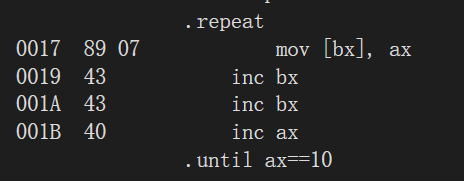 .repeat
0017 89 07 mov [bx], ax
0019 43 inc bx
001A 43 inc bx
001B 40 inc ax
.until ax==10